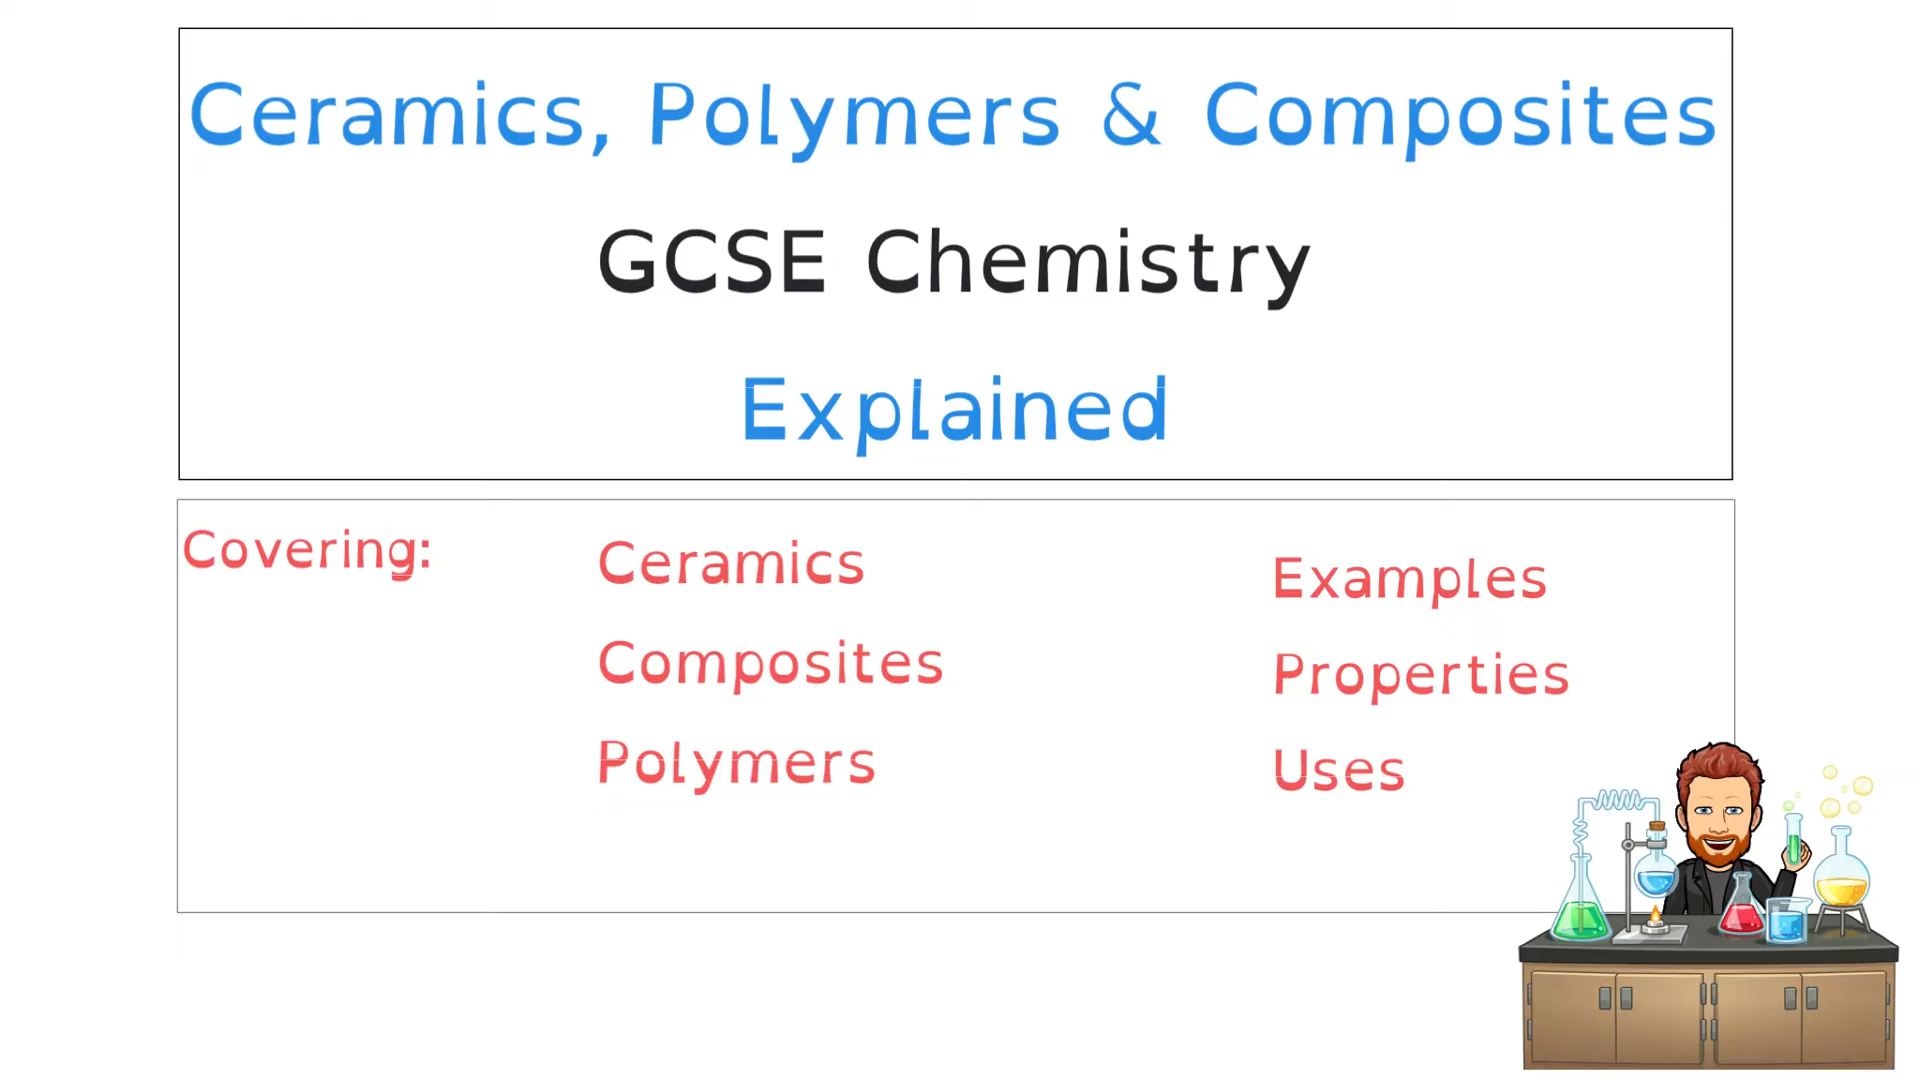 Ceramics, Polymers & Composites
GCSE Chemistry
Explained
Covering:
Ceramics
Composites
Polymers
Examples
Properties
Uses